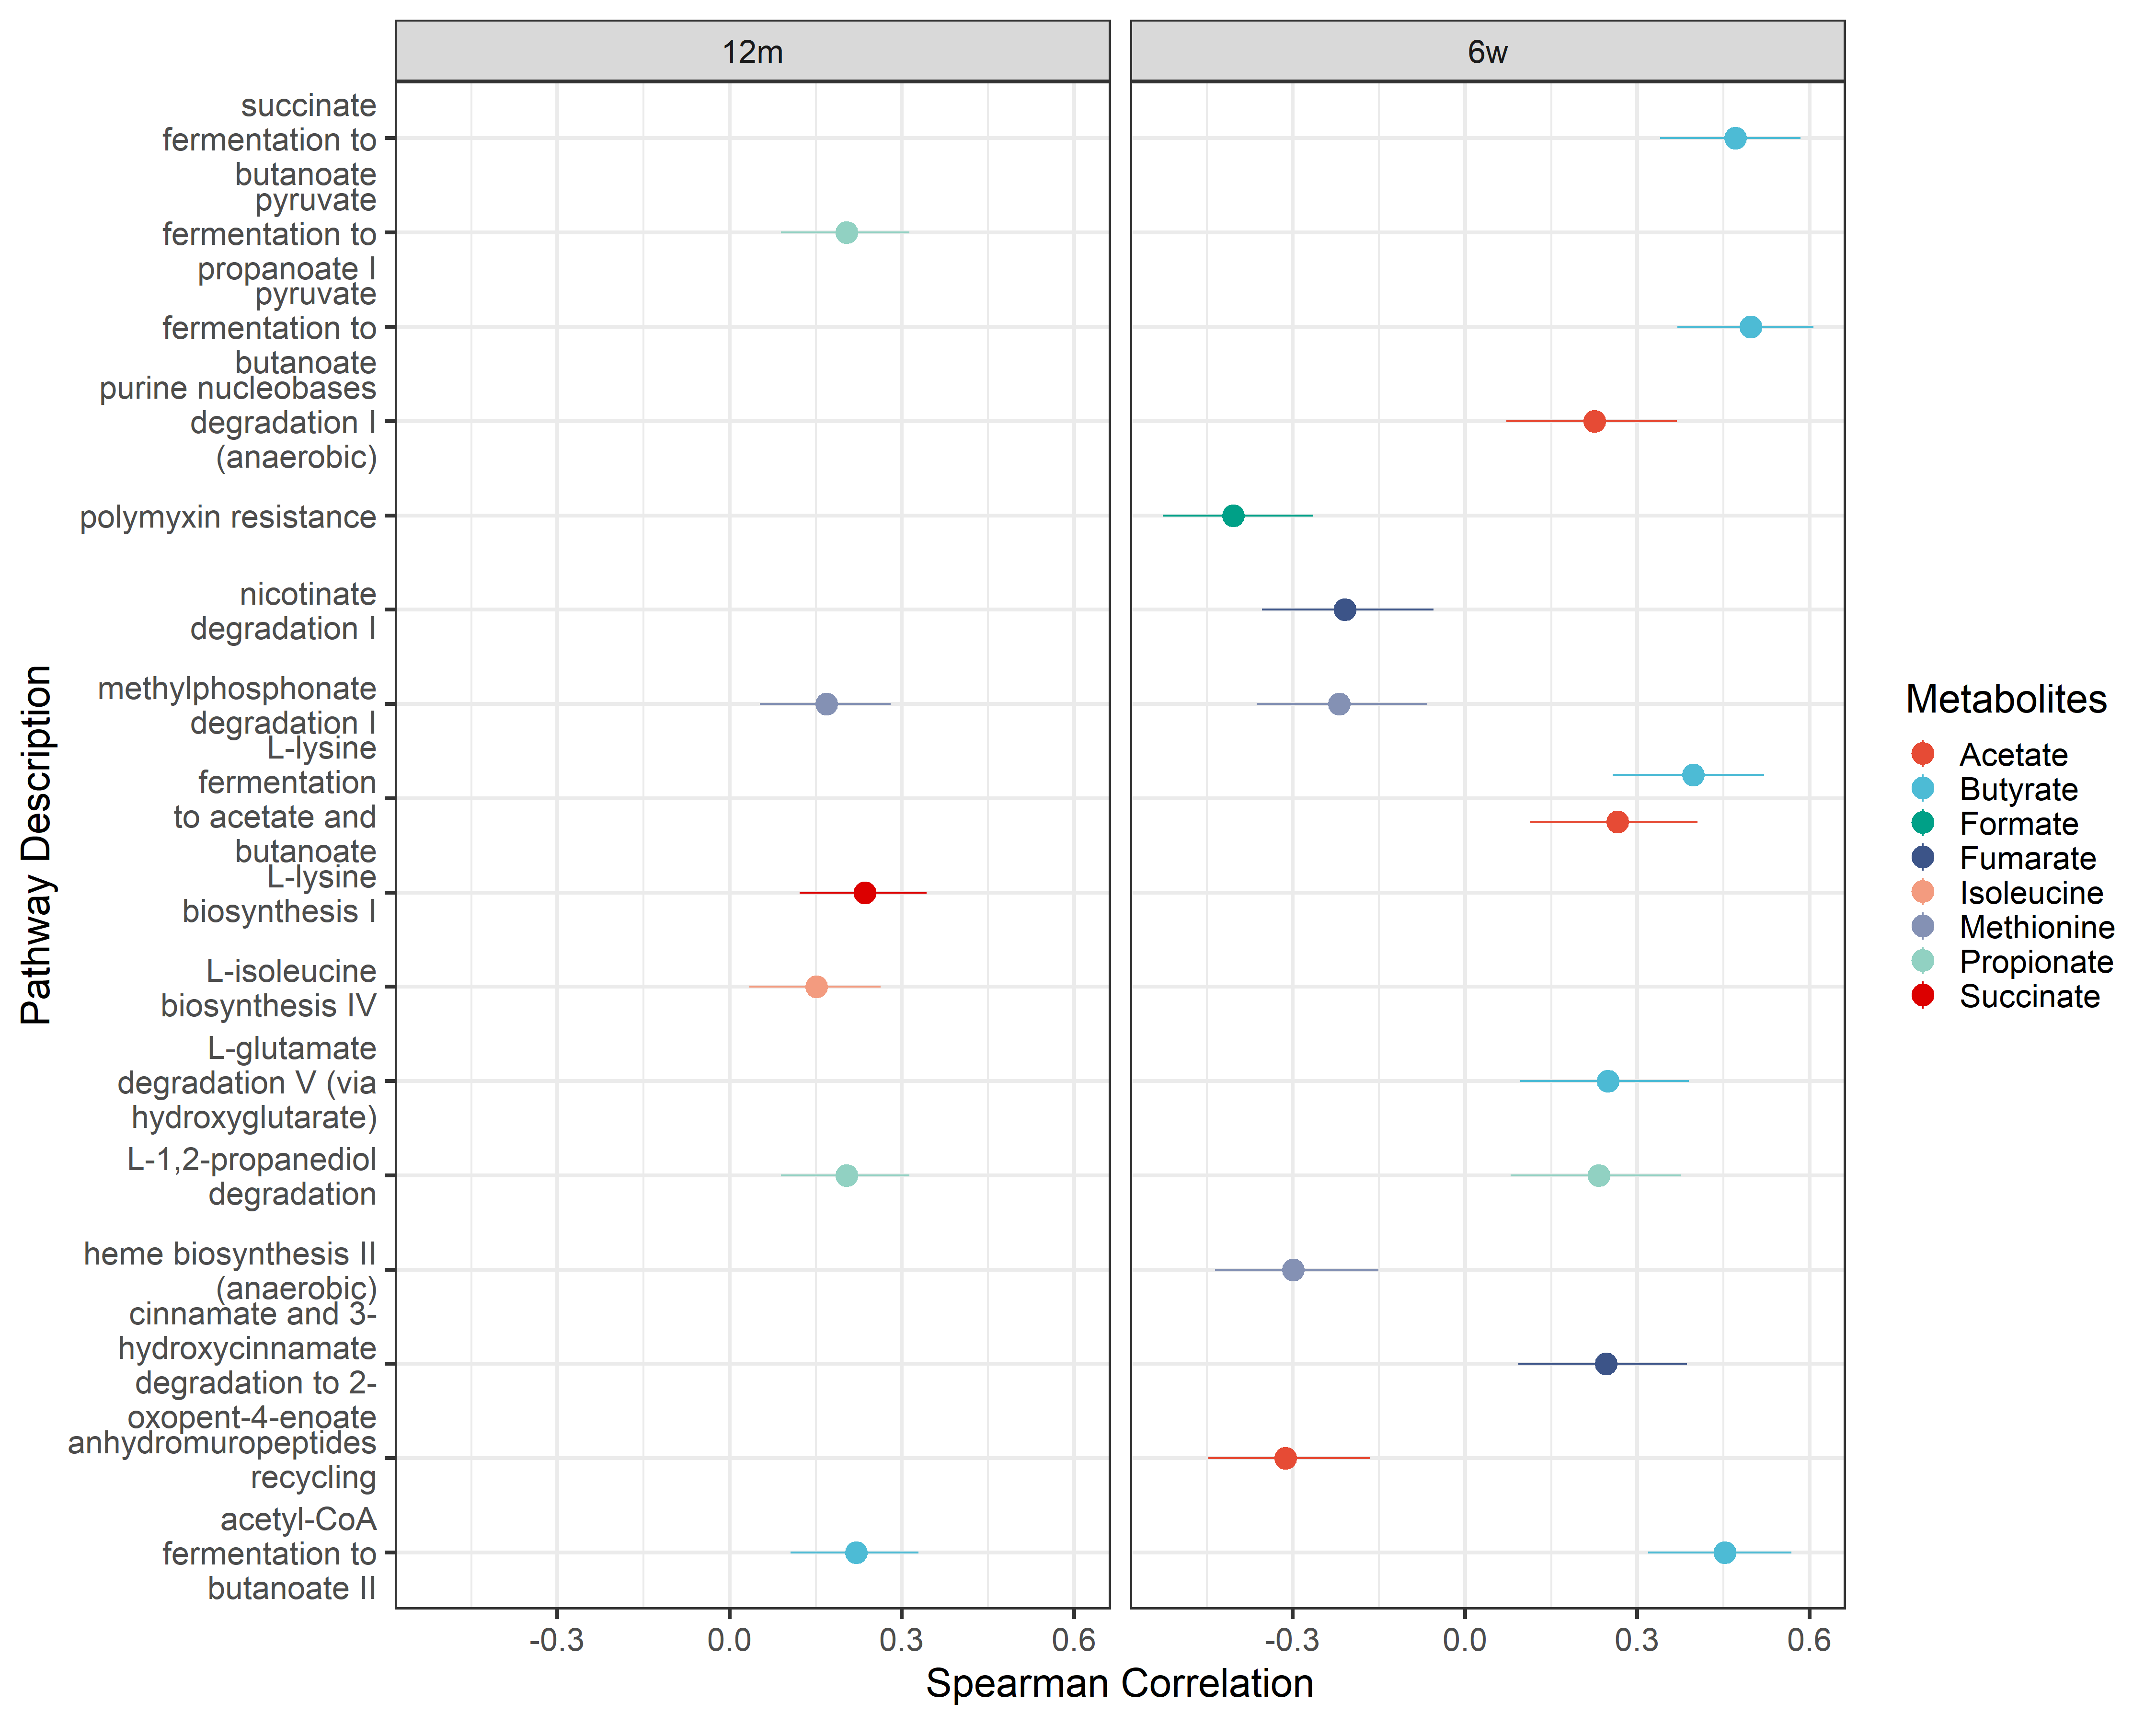 12m
6w
succinate
fermentation to
butanoate
pyruvate
fermentation to
propanoate I
pyruvate
fermentation to
butanoate
purine nucleobases
degradation I
(anaerobic)
polymyxin resistance
nicotinate
degradation I
methylphosphonate
degradation I
L-lysine
fermentation
to acetate and
butanoate
L-lysine
biosynthesis I
L-isoleucine
biosynthesis IV
L-glutamate
degradation V (via
hydroxyglutarate)
L-1,2-propanediol
degradation
heme biosynthesis II
(anaerobic)
cinnamate and 3-
hydroxycinnamate
degradation to 2-
oxopent-4-enoate
anhydromuropeptides
recycling
acetyl-CoA
fermentation to
butanoate II
Pathway Description
-0.3 0.0 0.3 0.6
-0.3 0.0 0.3 0.6
Spearman Correlation
Metabolites
Acetate
Butyrate
Formate
Fumarate
Isoleucine
Methionine
Propionate
Succinate